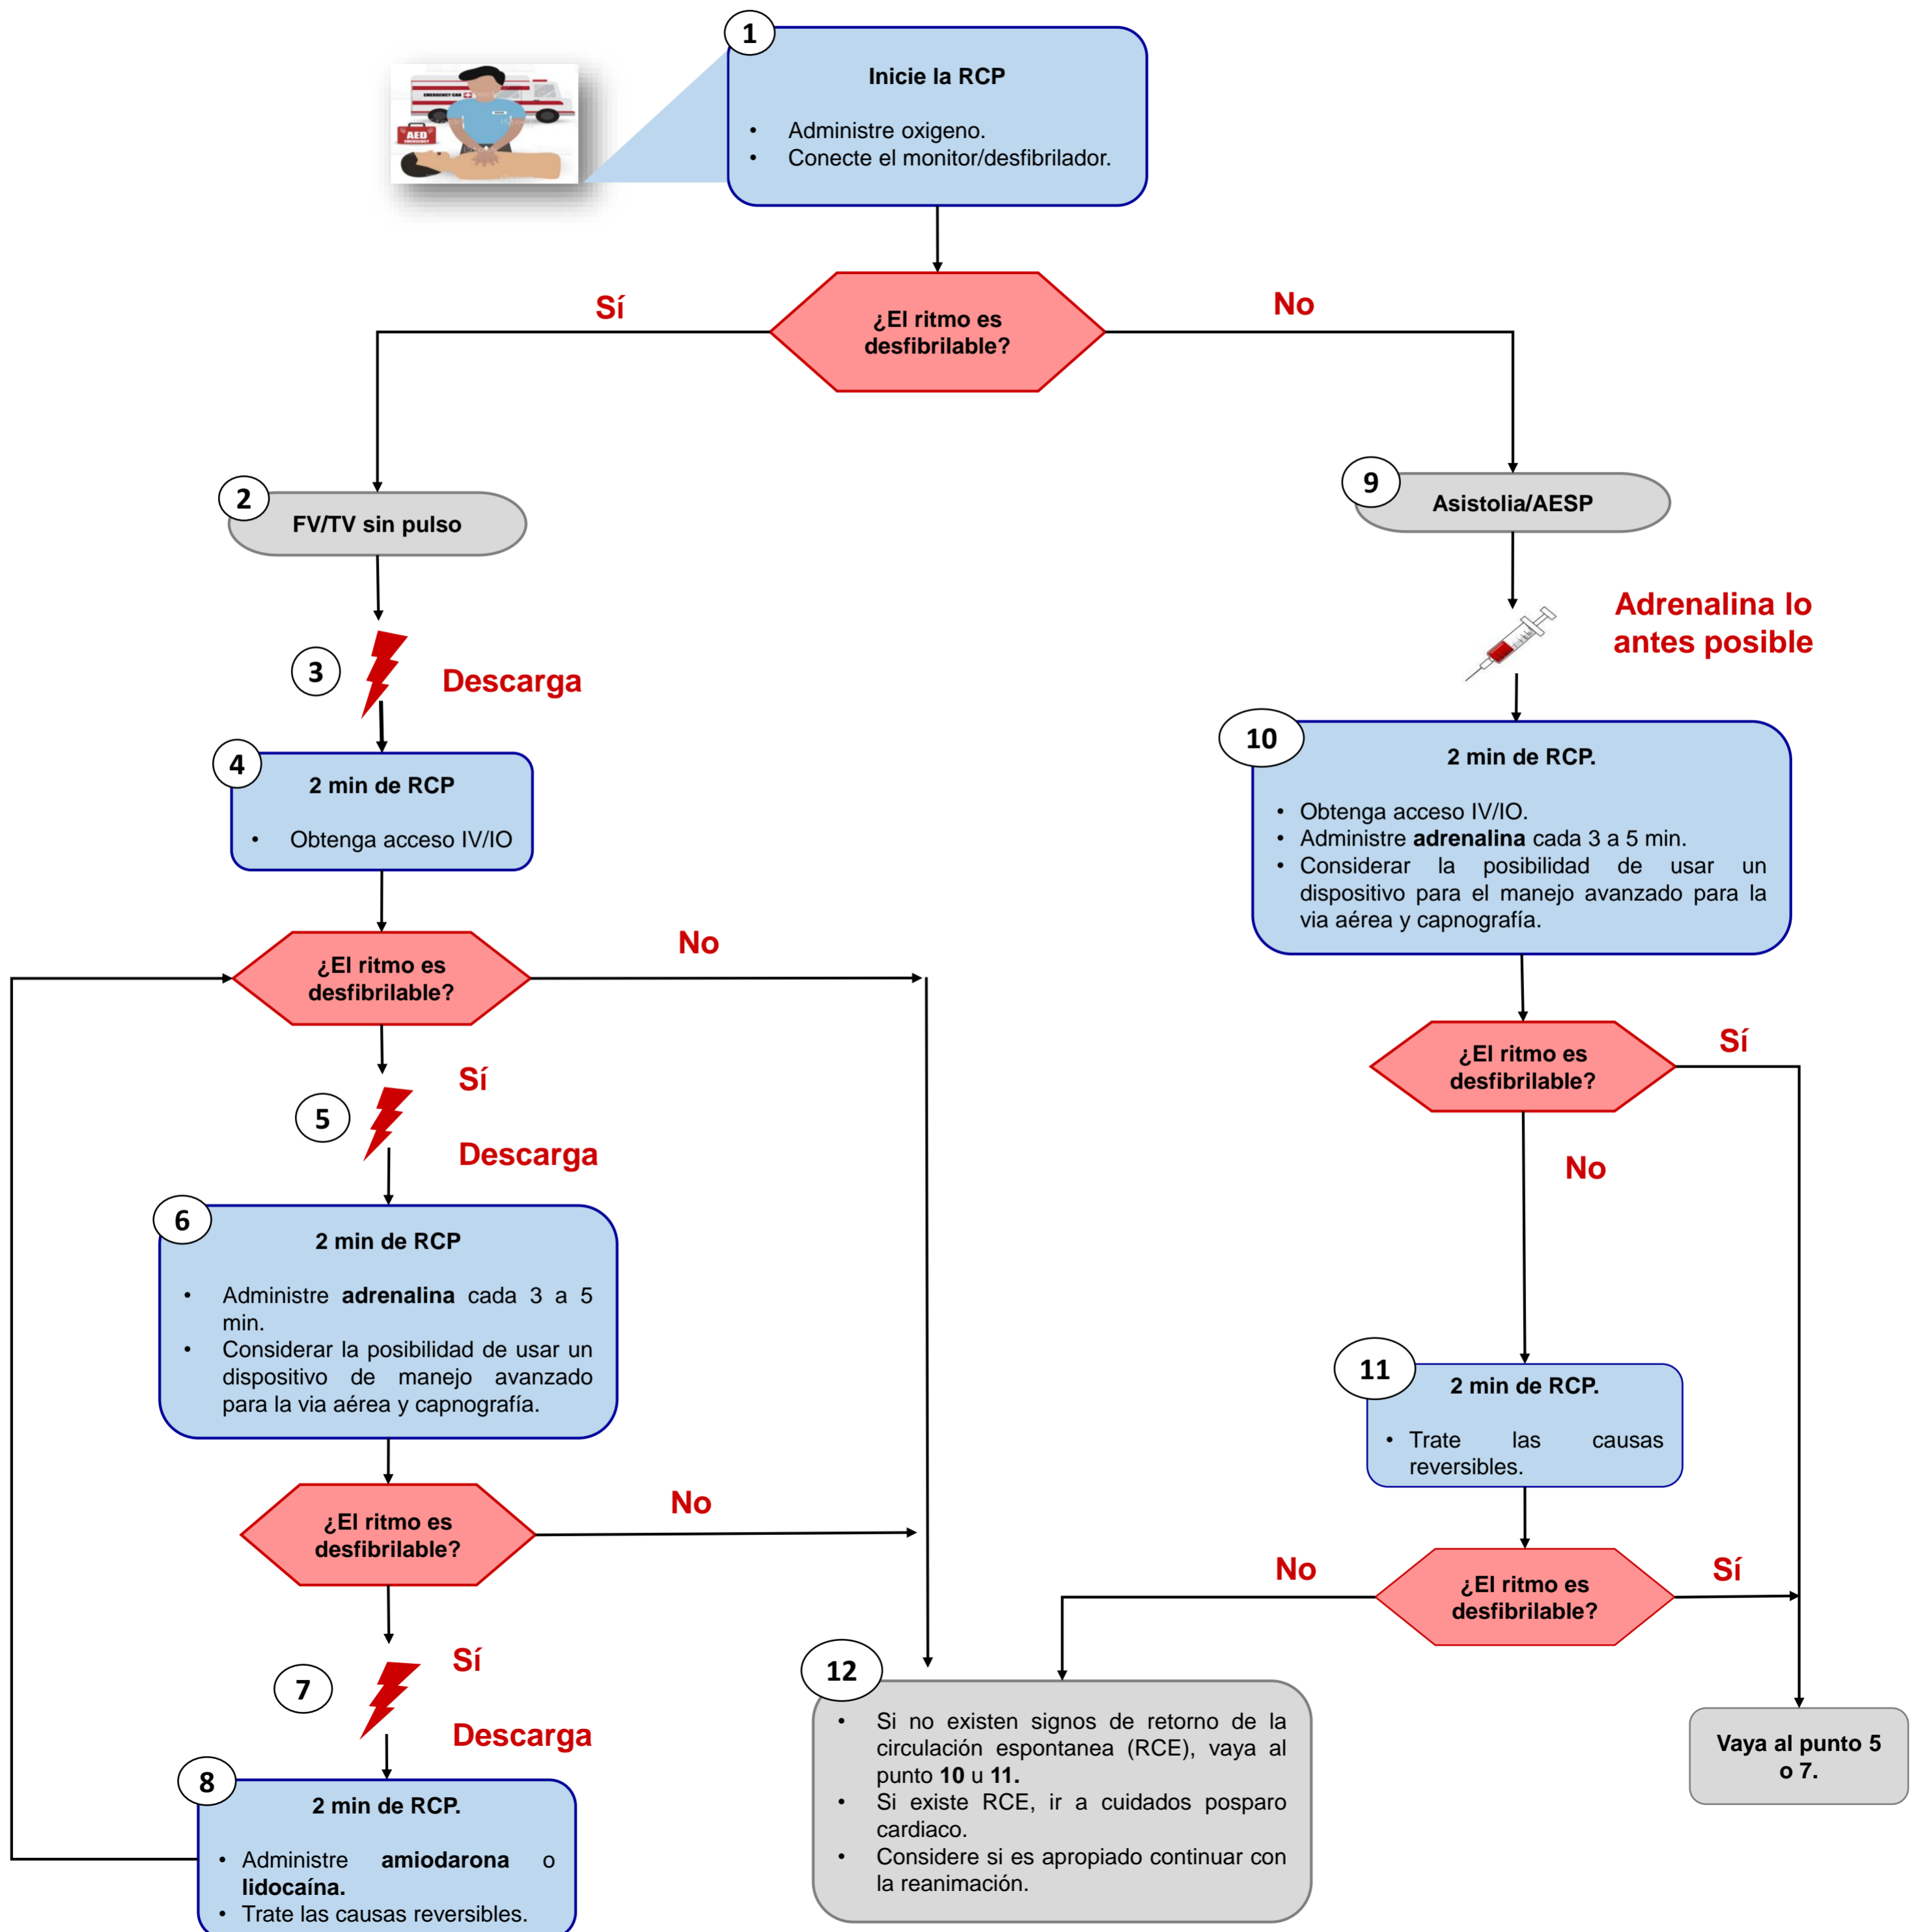 1
Inicie la RCP
• Administre oxigeno.
• Conecte el monitor/desfibrilador.
EMERGENCY CAR
AED
EMERGENCY
¿El ritmo es
desfibrilable?
Sí
No
2
FV/TV sin pulso
3
Descarga
4
2 min de RCP
• Obtenga acceso IV/IO
¿El ritmo es
desfibrilable?
No
Sí
5
Descarga
6
2 min de RCP
• Administre adrenalina cada 3 a 5
min.
• Considerar la posibilidad de usar un
dispositivo de manejo avanzado
para la via aérea y capnografía.
¿El ritmo es
desfibrilable?
No
Sí
7
Descarga
8
2 min de RCP.
• Administre amiodarona o
lidocaína.
• Trate las causas reversibles.
9
Asistolia/AESP
Adrenalina lo
antes posible
10
2 min de RCP.
• Obtenga acceso IV/IO.
• Administre adrenalina cada 3 a 5 min.
• Considerar la posibilidad de usar un
dispositivo para el manejo avanzado para la
via aérea y capnografía.
¿El ritmo es
desfibrilable?
Sí
No
11
2 min de RCP.
• Trate las causas
reversibles.
¿El ritmo es
desfibrilable?
No
Sí
12
• Si no existen signos de retorno de la
circulación espontanea (RCE), vaya al
punto 10 u 11.
• Si existe RCE, ir a cuidados posparo
cardiaco.
• Considere si es apropiado continuar con
la reanimación.
Vaya al punto 5
o 7.